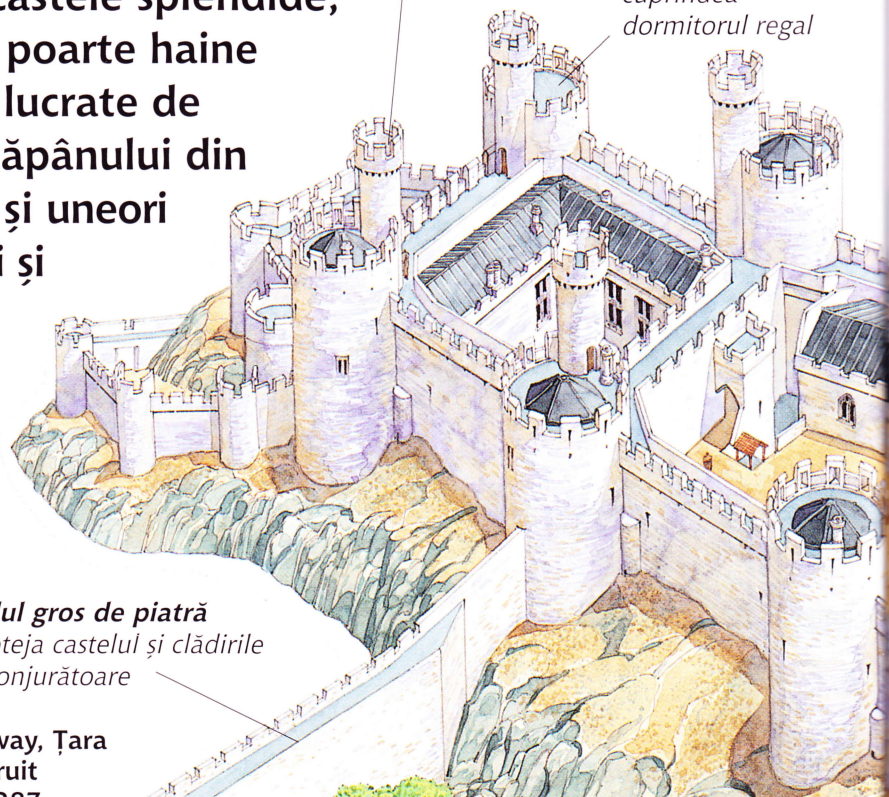 castele splendide,
poarte haine
lucrate de
ăpânului din
și uneori
i și
cuprindea
dormitorul regal
gros de piatră
teja castelul și clădirile
onjurătoare
way, Țara
ruit